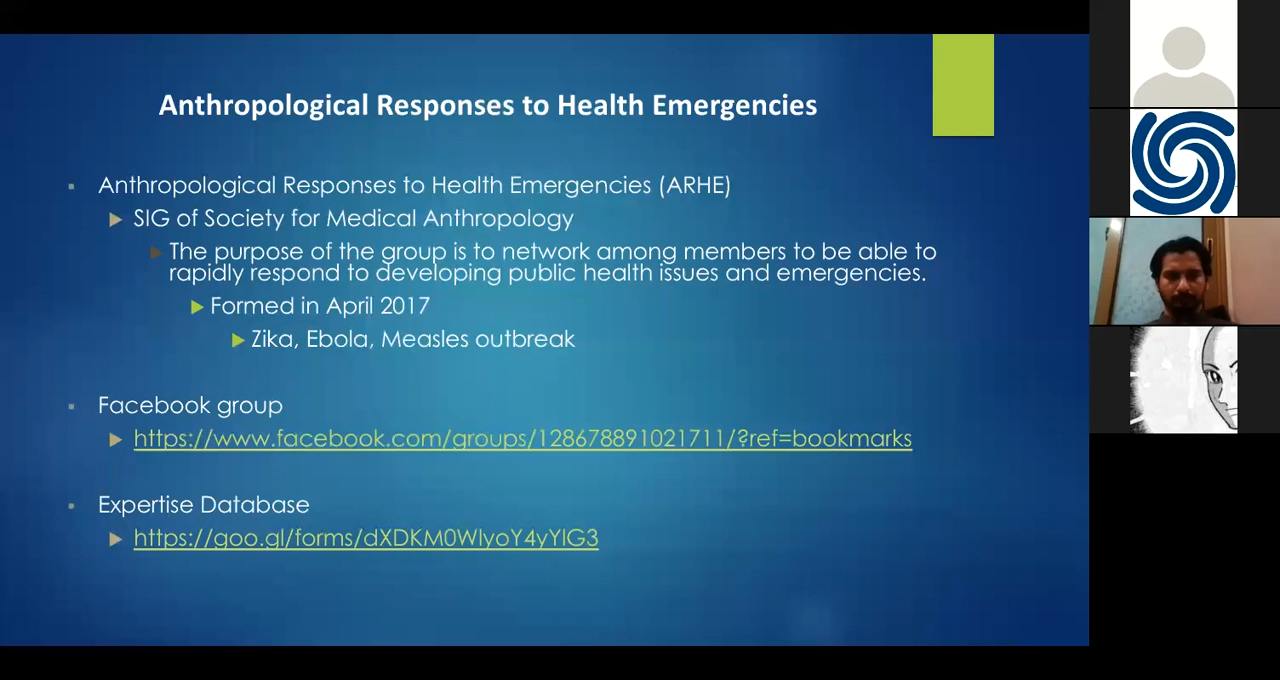 Anthropological Responses to Health Emergencies
Anthropological Responses to Health Emergencies (ARHE)
SIG of Society for Medical Anthropology
The purpose of the group is to network among members to be able to
rapidly respond to developing public health issues and emergencies.
Formed in April 2017
Zika, Ebola, Measles outbreak
Facebook group
https://www.facebook.com/groups/128678891021711/?ref=bookmarks
Expertise Database
https://goo.gl/forms/dXDKM0WlyoY4yYlG3